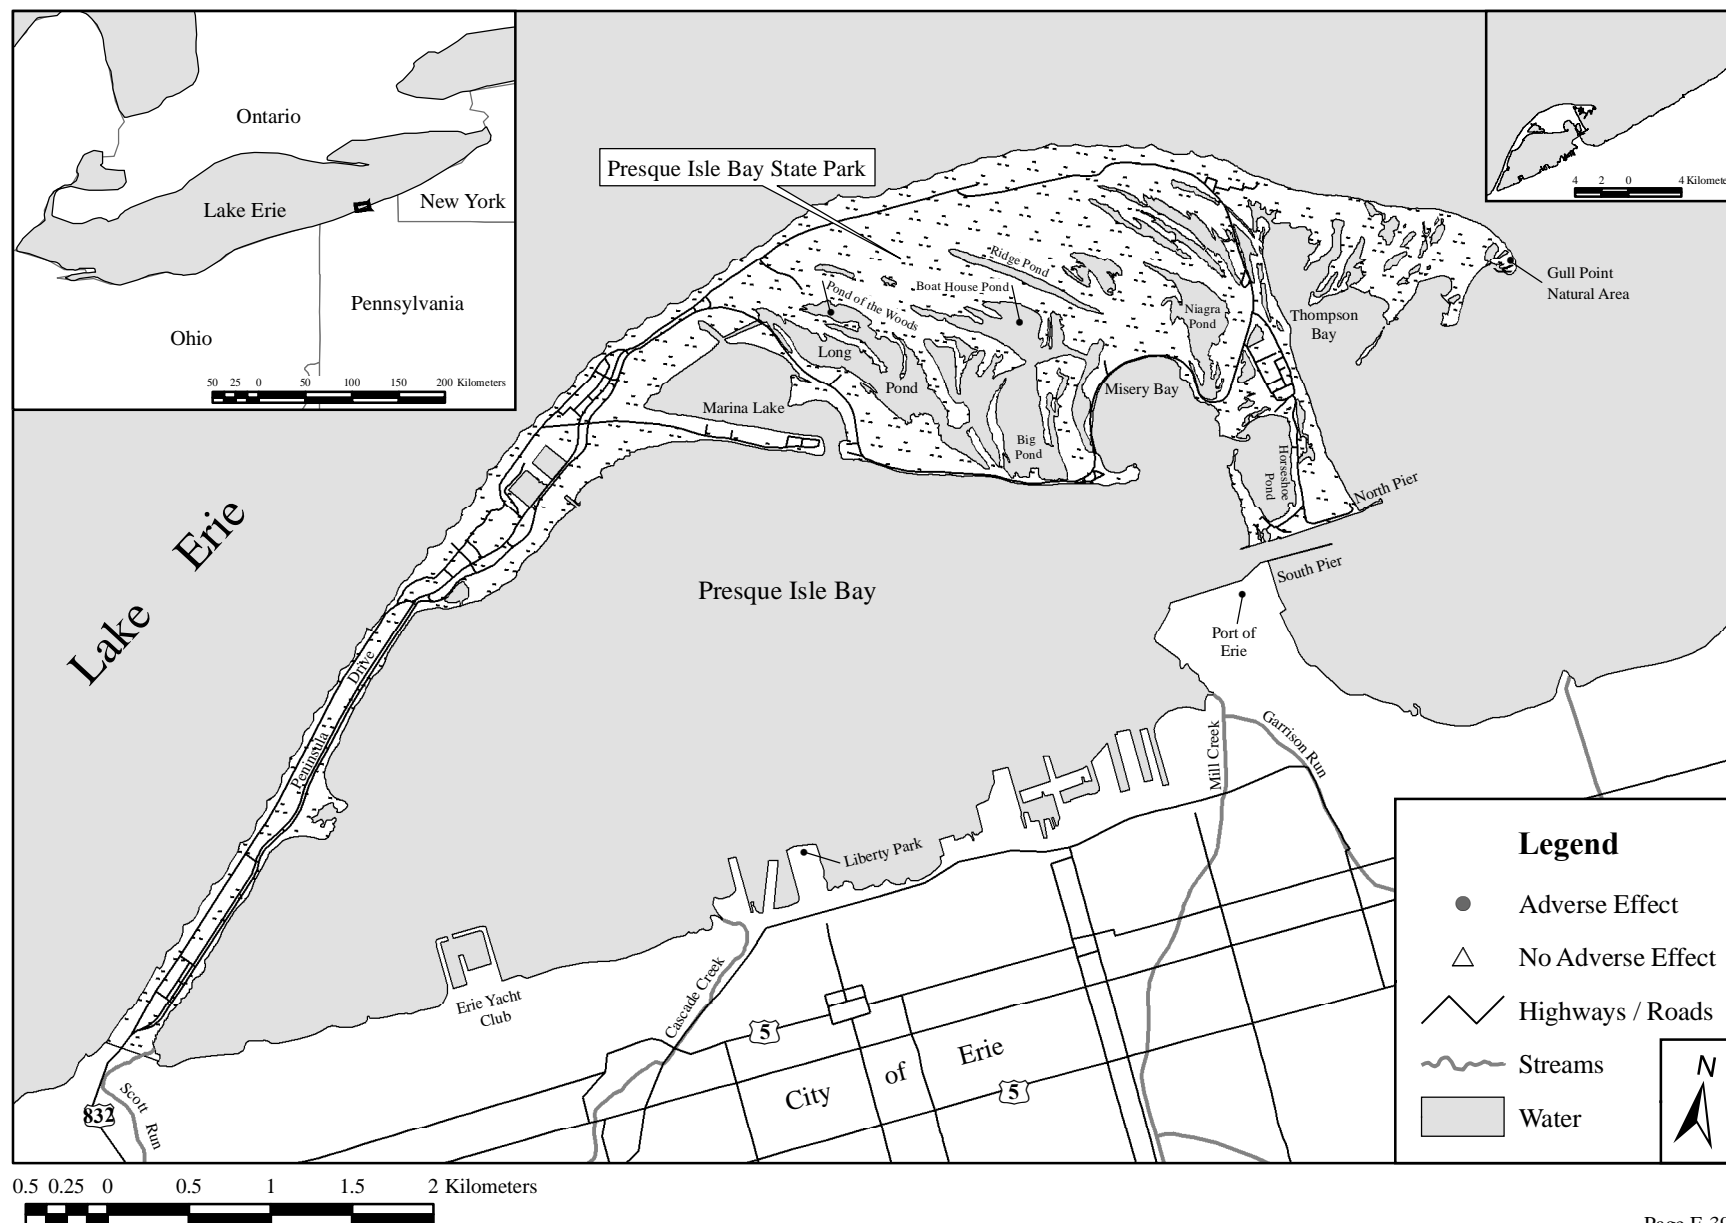 Ontario
Lake Erie
New York
Pennsylvania
Ohio
50 25 0 50 100 150 200 Kilometers
4 2 0 4 Kilomete
Presque Isle Bay State Park
Ridge Pond
Boat House Pond
Pond of the Woods
Niagra
Pond
Long
Pond
Thompson
Bay
Gull Point
Natural Area
Misery Bay
Marina Lake
Big
Pond
Horseshoe
Pond
North Pier
South Pier
Lake Erie
Presque Isle Bay
Port of
Erie
Peninsula Drive
Mill Creek
Garrison Run
Liberty Park
Erie Yacht
Club
Cascade Creek
5
City of Erie
5
832
Scott Run
Legend
Adverse Effect
No Adverse Effect
Highways / Roads
Streams
Water
N
0.5 0.25 0 0.5 1 1.5 2 Kilometers